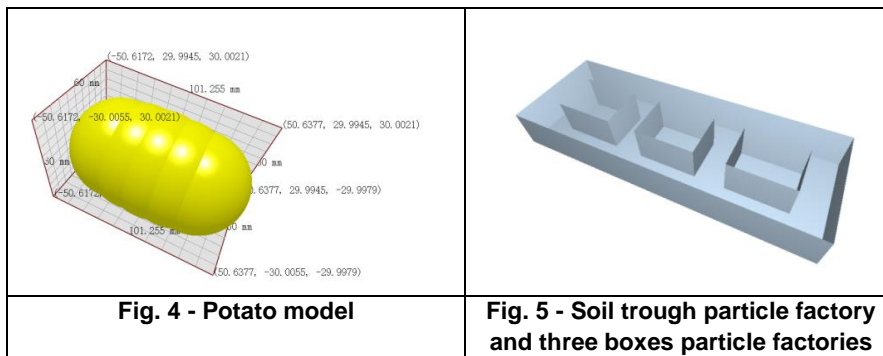 (-50.6172, 29.9945, 30.0021)
60 mm
101.255 mm
(-50.6172, -30.0055, 30.0021)
(50.6377, 29.9945, 30.0021)
(-50.6172,
.6377, 29.9945, -29.9979)
101.255 mm
(50.6377, -30.0055, -29.9979)
Fig. 4 - Potato model
Fig. 5 - Soil trough particle factory
and three boxes particle factories